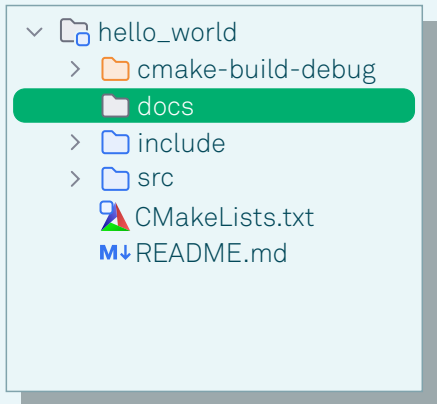 hello_world
cmake-build-debug
docs
include
src
CMakeLists.txt
M↓ README.md